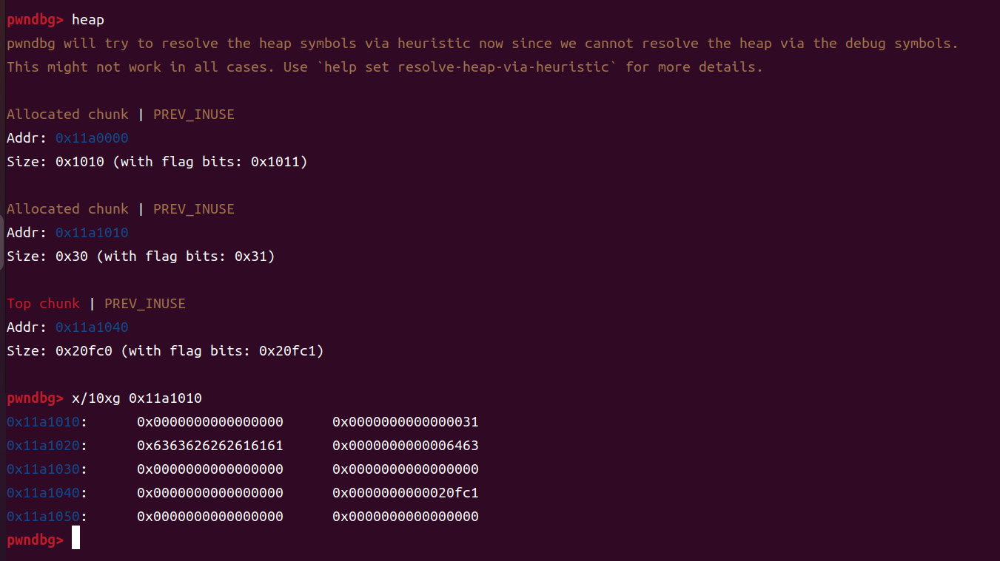 pwndbg> heap
pwndbg will try to resolve the heap symbols via heuristic now since we cannot resolve the heap via the debug symbols.
This might not work in all cases. Use `help set resolve-heap-via-heuristic` for more details.
Allocated chunk | PREV_INUSE
Addr: 0x11a0000
Size: 0x1010 (with flag bits: 0x1011)
Allocated chunk | PREV_INUSE
Addr: 0x11a1010
Size: 0x30 (with flag bits: 0x31)
Top chunk | PREV_INUSE
Addr: 0x11a1040
Size: 0x20fc0 (with flag bits: 0x20fc1)
pwndbg> x/10xg 0x11a1010
0x11a1010: 0x0000000000000000 0x0000000000000031
0x11a1020: 0x6363626262616161 0x0000000000006463
0x11a1030: 0x0000000000000000 0x0000000000000000
0x11a1040: 0x0000000000000000 0x0000000000020fc1
0x11a1050: 0x0000000000000000 0x0000000000000000
pwndbg>